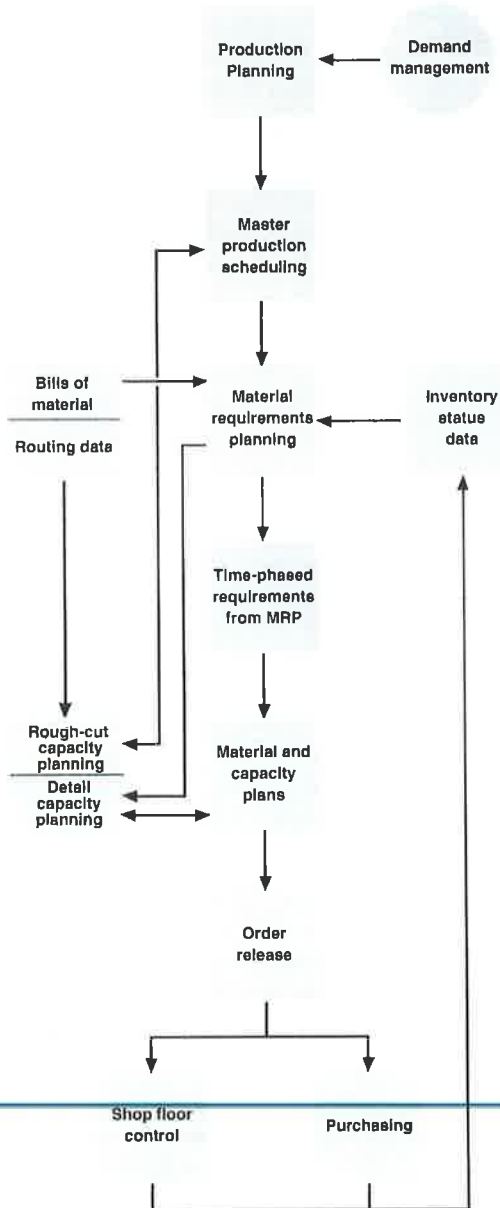 Production
Planning
Demand
management
Master
production
scheduling
Bills of
material
Routing data
Material
requirements
planning
Inventory
status
data
Time-phased
requirements
from MRP
Rough-cut
capacity
planning
Detail
capacity
planning
Material and
capacity
plans
Order
release
Shop floor
control
Purchasing